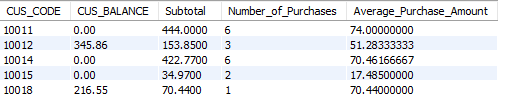 CUS_CODE CUS_BALANCE Subtotal Number_of_Purchases Average_Purchase_Amount
10011 0.00 444.0000 6 74.00000000
10012 345.86 153.8500 3 51.28333333
10014 0.00 422.7700 6 70.46166667
10015 0.00 34.9700 2 17.48500000
10018 216.55 70.4400 1 70.44000000